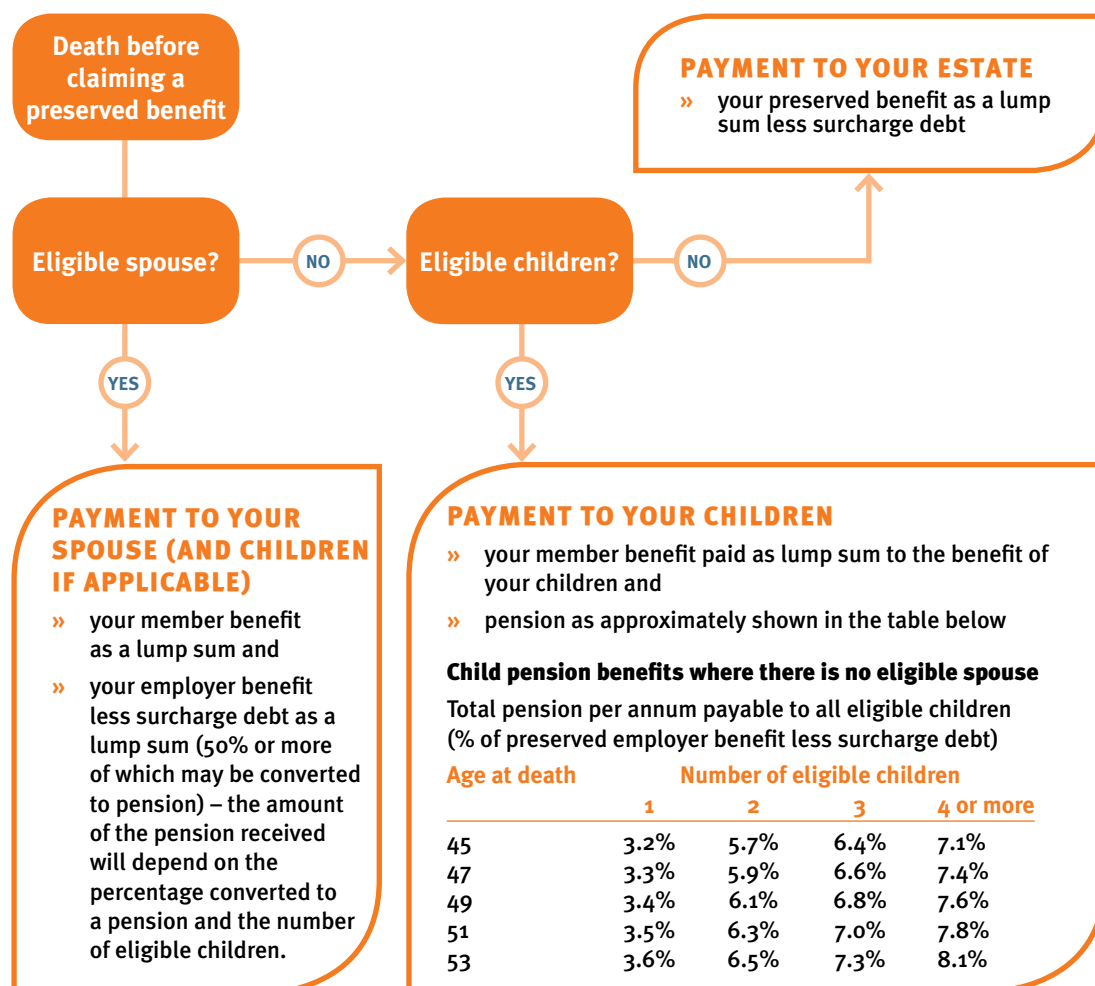 Death before
claiming a
preserved benefit
PAYMENT TO YOUR ESTATE
» your preserved benefit as a lump
sum less surcharge debt
Eligible spouse?
NO
Eligible children?
NO
YES
YES
PAYMENT TO YOUR
SPOUSE (AND CHILDREN
IF APPLICABLE)
» your member benefit
as a lump sum and
» your employer benefit
less surcharge debt as a
lump sum (50% or more
of which may be converted
to pension) – the amount
of the pension received
will depend on the
percentage converted to
a pension and the number
of eligible children.
PAYMENT TO YOUR CHILDREN
» your member benefit paid as lump sum to the benefit of
your children and
» pension as approximately shown in the table below
Child pension benefits where there is no eligible spouse
Total pension per annum payable to all eligible children
(% of preserved employer benefit less surcharge debt)
Age at death Number of eligible children
1 2 3 4 or more
45 3.2% 5.7% 6.4% 7.1%
47 3.3% 5.9% 6.6% 7.4%
49 3.4% 6.1% 6.8% 7.6%
51 3.5% 6.3% 7.0% 7.8%
53 3.6% 6.5% 7.3% 8.1%